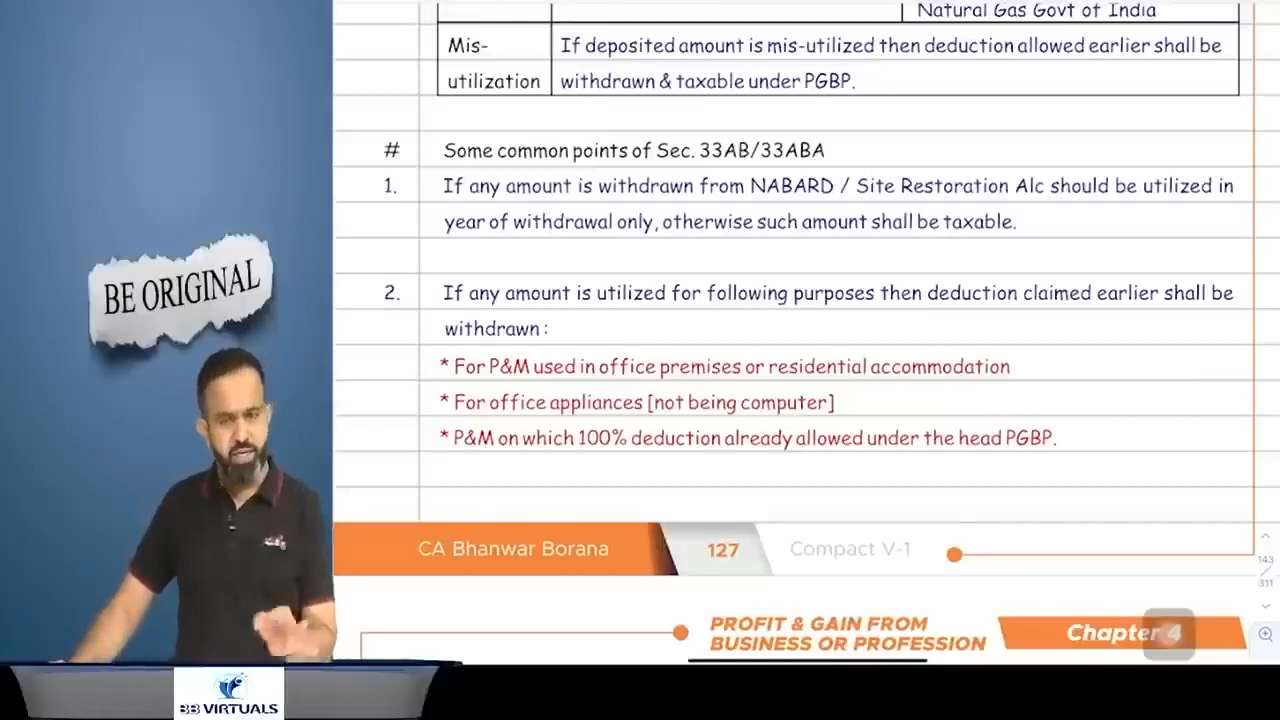 Natural Gas Govt of India
Mis-
utilization
If deposited amount is mis-utilized then deduction allowed earlier shall be
withdrawn & taxable under PGBP.
# Some common points of Sec. 33AB/33ABA
1. If any amount is withdrawn from NABARD / Site Restoration Alc should be utilized in
year of withdrawal only, otherwise such amount shall be taxable.
2. If any amount is utilized for following purposes then deduction claimed earlier shall be
withdrawn :
* For P&M used in office premises or residential accommodation
* For office appliances [not being computer]
* P&M on which 100% deduction already allowed under the head PGBP.
BE ORIGINAL
CA Bhanwar Borana 127 Compact V-1
143
/
311
PROFIT & GAIN FROM
BUSINESS OR PROFESSION
Chapter 4
BB VIRTUALS